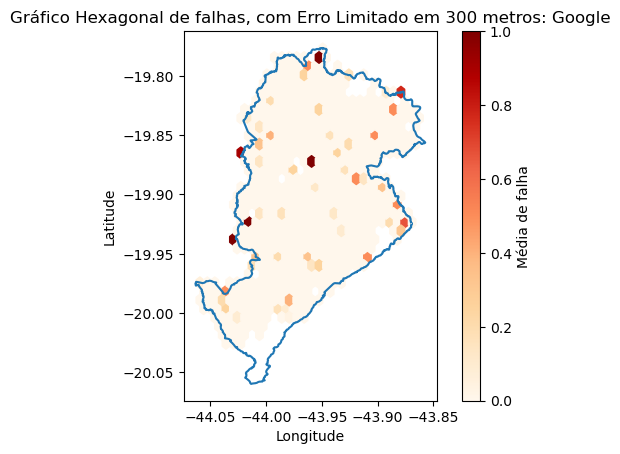 Gráfico Hexagonal de falhas, com Erro Limitado em 300 metros: Google
1.0
−19.80
0.8
−19.85
0.6
−19.90
Latitude
Média de falha
−19.95
0.4
−20.00
0.2
−20.05
0.0
−44.05 −44.00 −43.95 −43.90 −43.85
Longitude